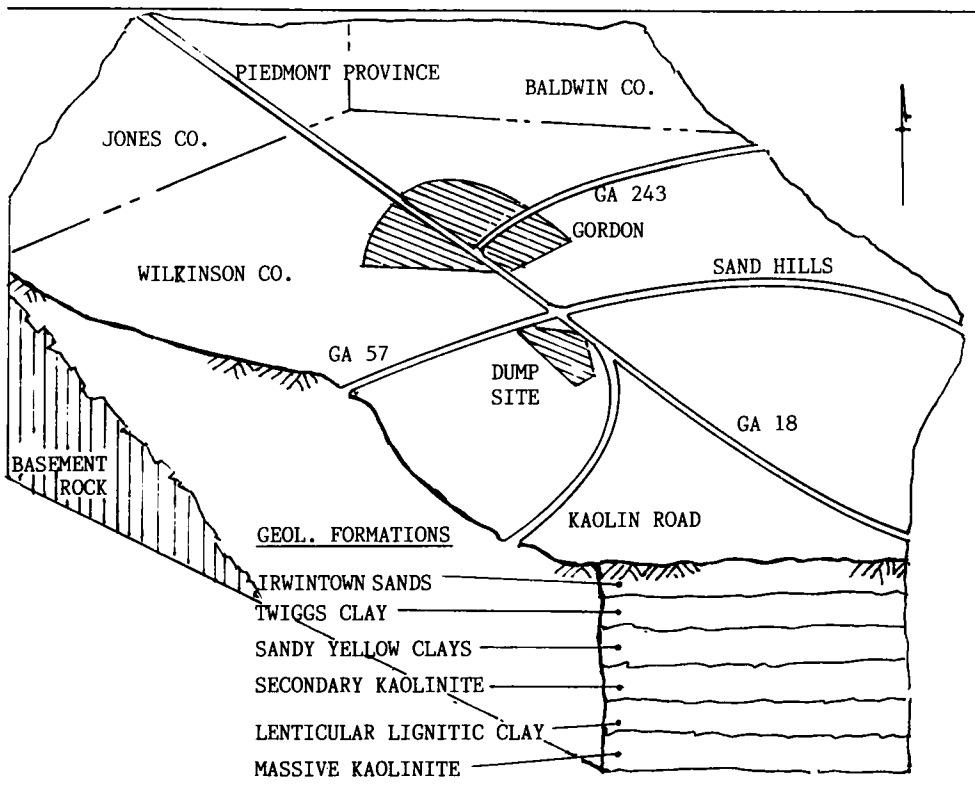 PIEDMONT PROVINCE
BALDWIN CO.
JONES CO.
GA 243
GORDON
SAND HILLS
WILKINSON CO.
GA 57
DUMP
SITE
GA 18
BASEMENT
ROCK
KAOLIN ROAD
GEOL. FORMATIONS
IRWINTOWN SANDS
TWIGGS CLAY
SANDY YELLOW CLAYS
SECONDARY KAOLINITE
LENTICULAR LIGNITIC CLAY
MASSIVE KAOLINITE